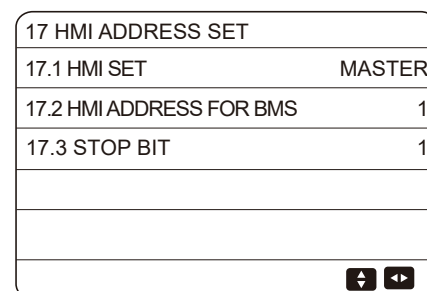 17 HMI ADDRESS SET
17.1 HMI SET MASTER
17.2 HMI ADDRESS FOR BMS 1
17.3 STOP BIT 1